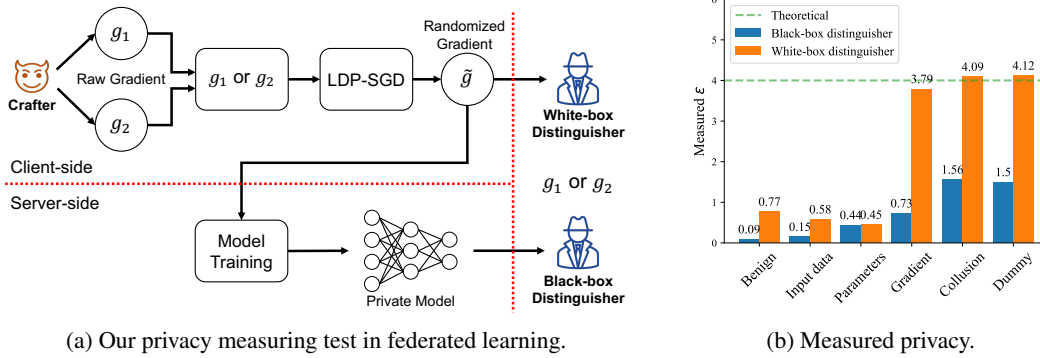 g₁
Randomized
Gradient
Raw Gradient
g₁ or g₂
LDP-SGD
g̃
Crafter
g₂
White-box
Distinguisher
Client-side
Server-side
g₁ or g₂
Model
Training
Private Model
Black-box
Distinguisher
(a) Our privacy measuring test in federated learning.
6
5
4
3
2
1
0
Measured ε
Theoretical
Black-box distinguisher
White-box distinguisher
0.09
0.77
0.15
0.58
0.44
0.45
0.73
3.79
1.56
4.09
1.5
4.12
Benign
Input data
Parameters
Gradient
Collusion
Dummy
(b) Measured privacy.